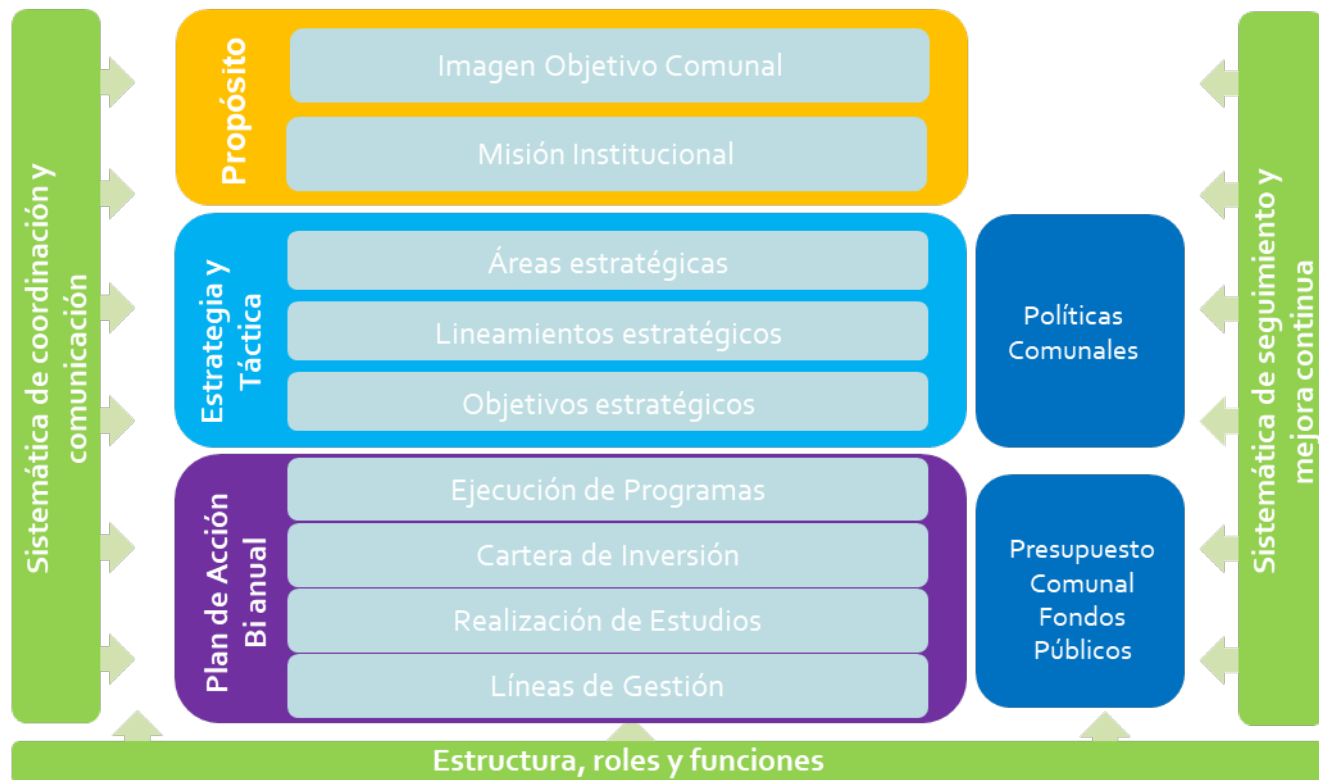 Sistemática de coordinación y
comunicación
Propósito
Imagen Objetivo Comunal
Misión Institucional
Estrategia y
Táctica
Áreas estratégicas
Lineamientos estratégicos
Objetivos estratégicos
Políticas
Comunales
Plan de Acción
Bi anual
Ejecución de Programas
Cartera de Inversión
Realización de Estudios
Líneas de Gestión
Presupuesto
Comunal
Fondos
Públicos
Sistemática de seguimiento y
mejora continua
Estructura, roles y funciones